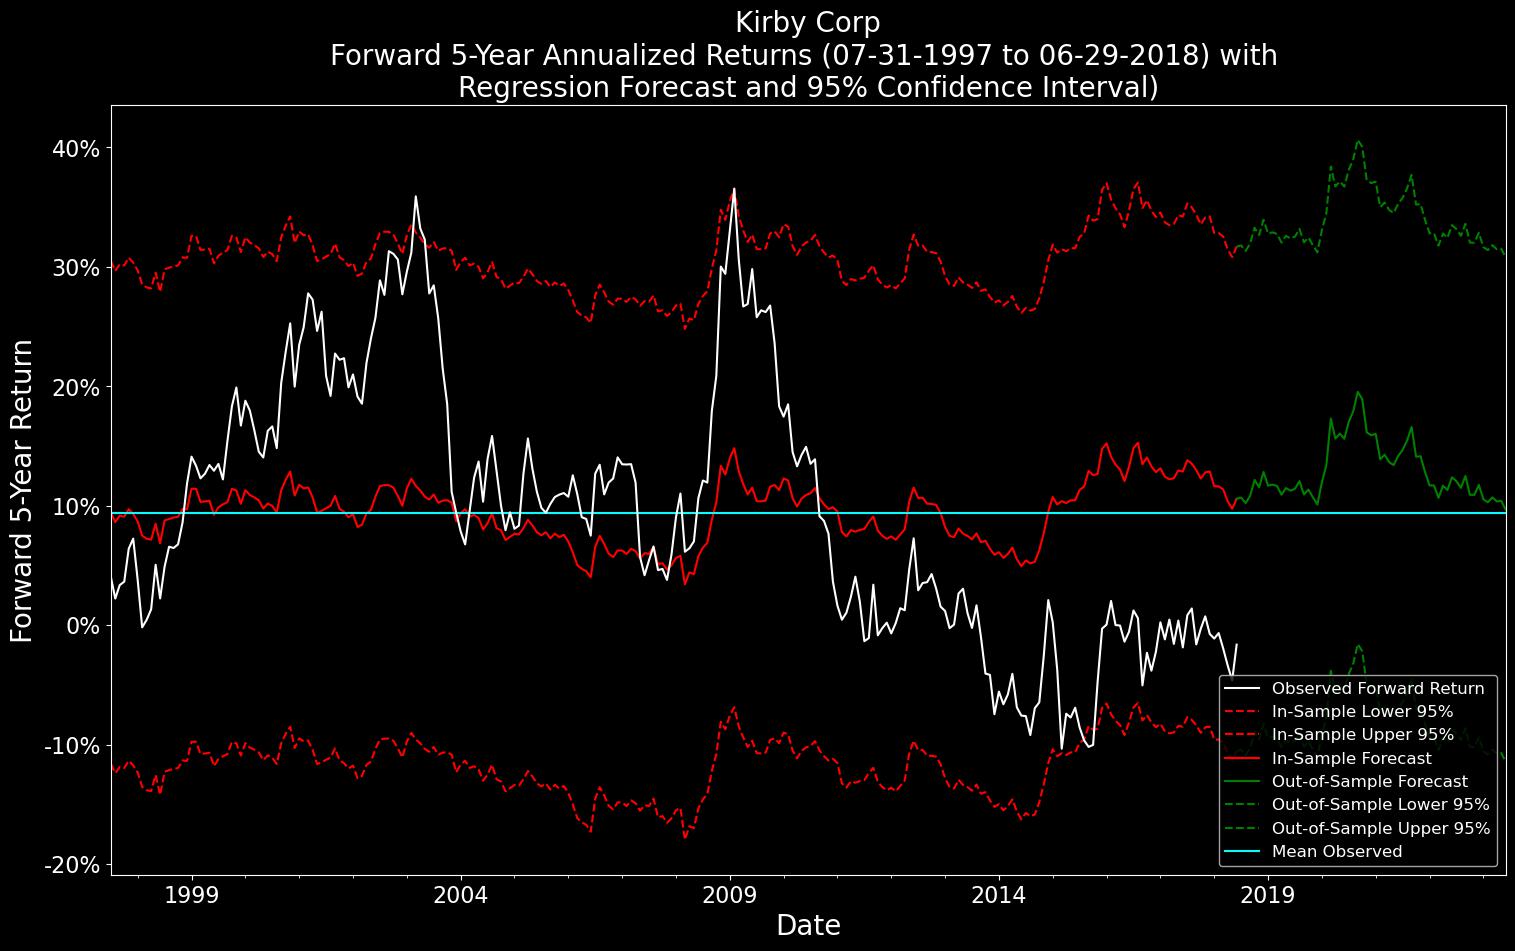 Kirby Corp
Forward 5-Year Annualized Returns (07-31-1997 to 06-29-2018) with
Regression Forecast and 95% Confidence Interval)
Forward 5-Year Return
40%
30%
20%
10%
0%
-10%
-20%
Observed Forward Return
In-Sample Lower 95%
In-Sample Upper 95%
In-Sample Forecast
Out-of-Sample Forecast
Out-of-Sample Lower 95%
Out-of-Sample Upper 95%
Mean Observed
1999 2004 2009 2014 2019
Date